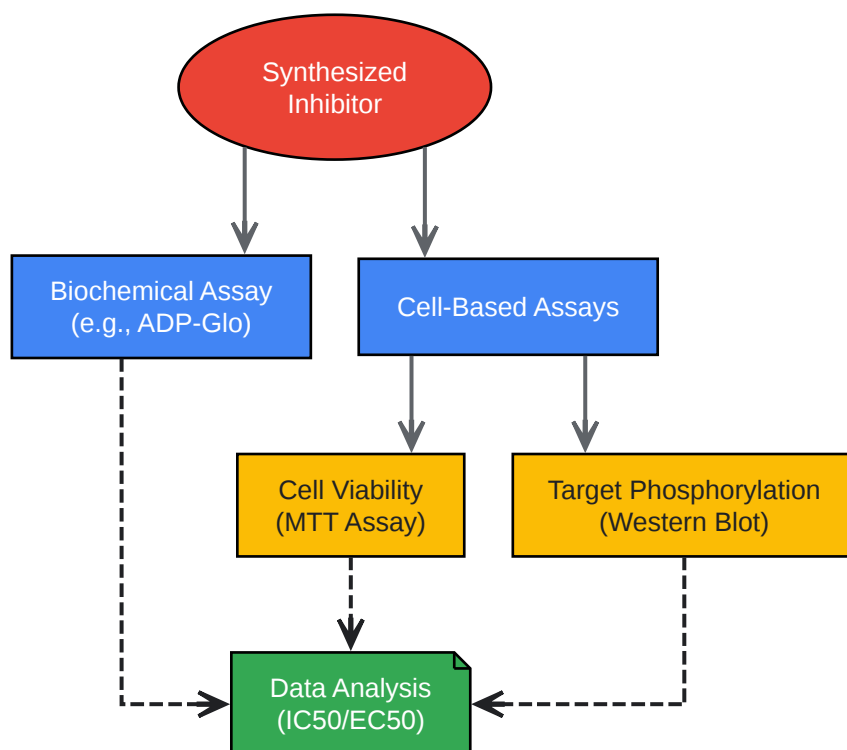 Synthesized
Inhibitor
Biochemical Assay
(e.g., ADP-Glo)
Cell-Based Assays
Cell Viability
(MTT Assay)
Target Phosphorylation
(Western Blot)
Data Analysis
(IC50/EC50)